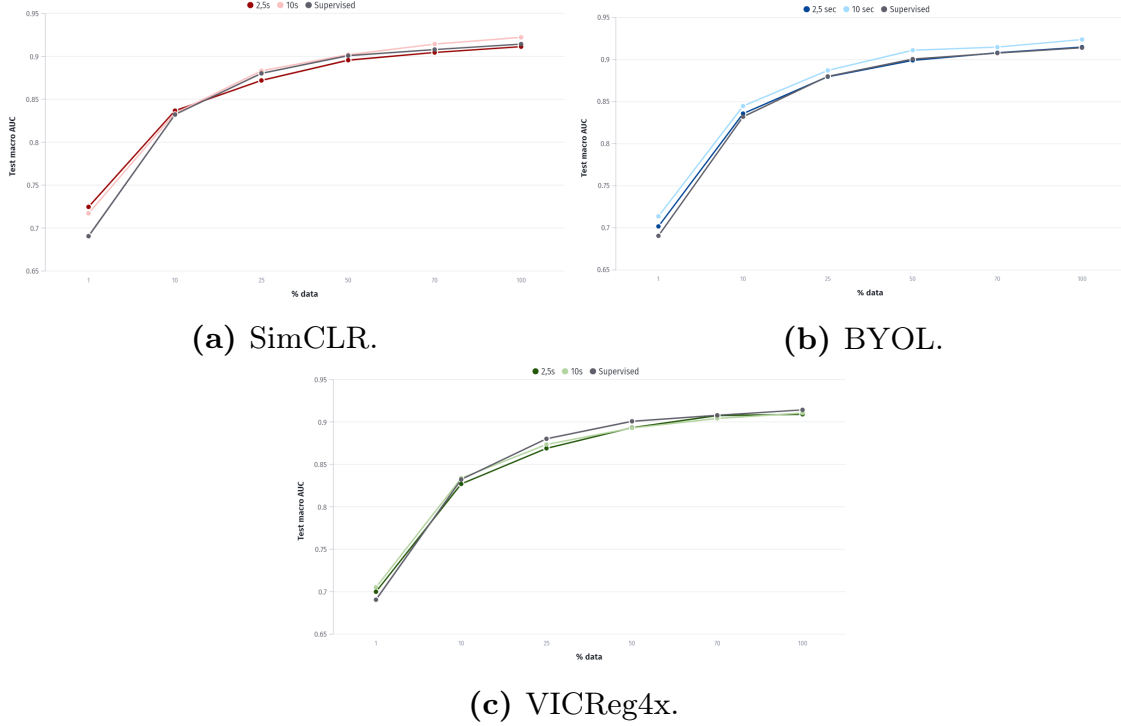 2,5s 10s Supervised
0.95
0.9
0.85
0.8
0.75
0.7
0.65
Test macro AUC
1 10 25 50 70 100
% data
(a) SimCLR.
2,5 sec 10 sec Supervised
0.95
0.9
0.85
0.8
0.75
0.7
0.65
Test macro AUC
1 10 25 50 70 100
% data
(b) BYOL.
2,5s 10s Supervised
0.95
0.9
0.85
0.8
0.75
0.7
0.65
Test macro AUC
1 10 25 50 70 100
% data
(c) VICReg4x.